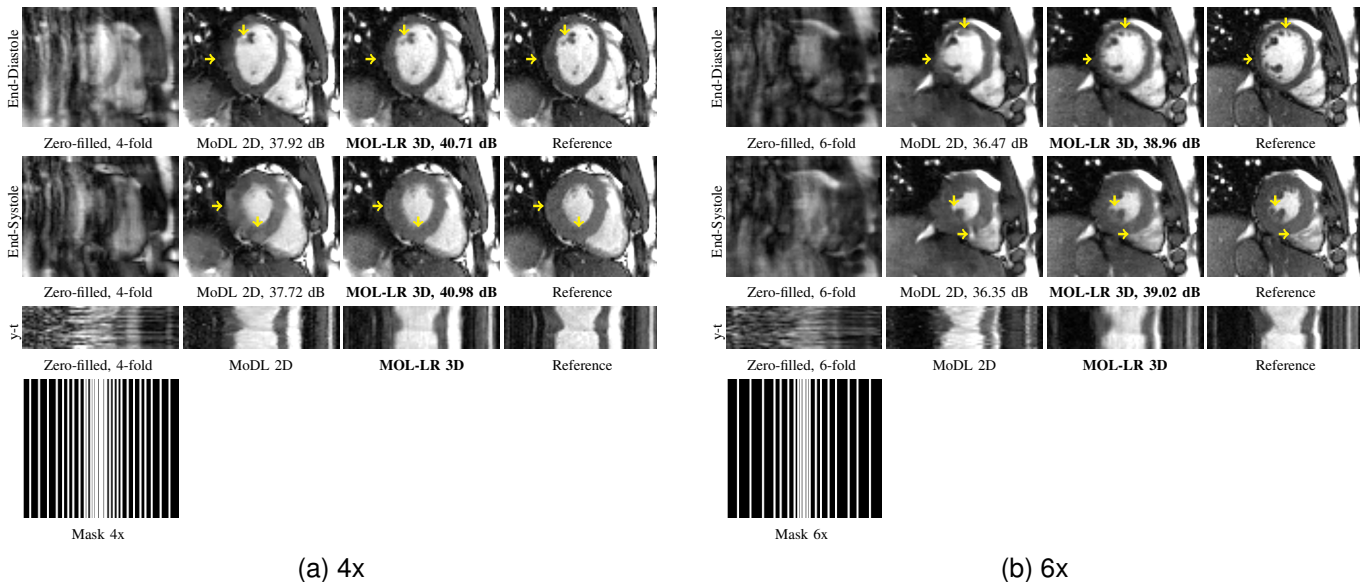 End-Diastole
Zero-filled, 4-fold
MoDL 2D, 37.92 dB
MOL-LR 3D, 40.71 dB
Reference
End-Systole
Zero-filled, 4-fold
MoDL 2D, 37.72 dB
MOL-LR 3D, 40.98 dB
Reference
y-t
Zero-filled, 4-fold
MoDL 2D
MOL-LR 3D
Reference
Mask 4x
(a) 4x
End-Diastole
Zero-filled, 6-fold
MoDL 2D, 36.47 dB
MOL-LR 3D, 38.96 dB
Reference
End-Systole
Zero-filled, 6-fold
MoDL 2D, 36.35 dB
MOL-LR 3D, 39.02 dB
Reference
y-t
Zero-filled, 6-fold
MoDL 2D
MOL-LR 3D
Reference
Mask 6x
(b) 6x